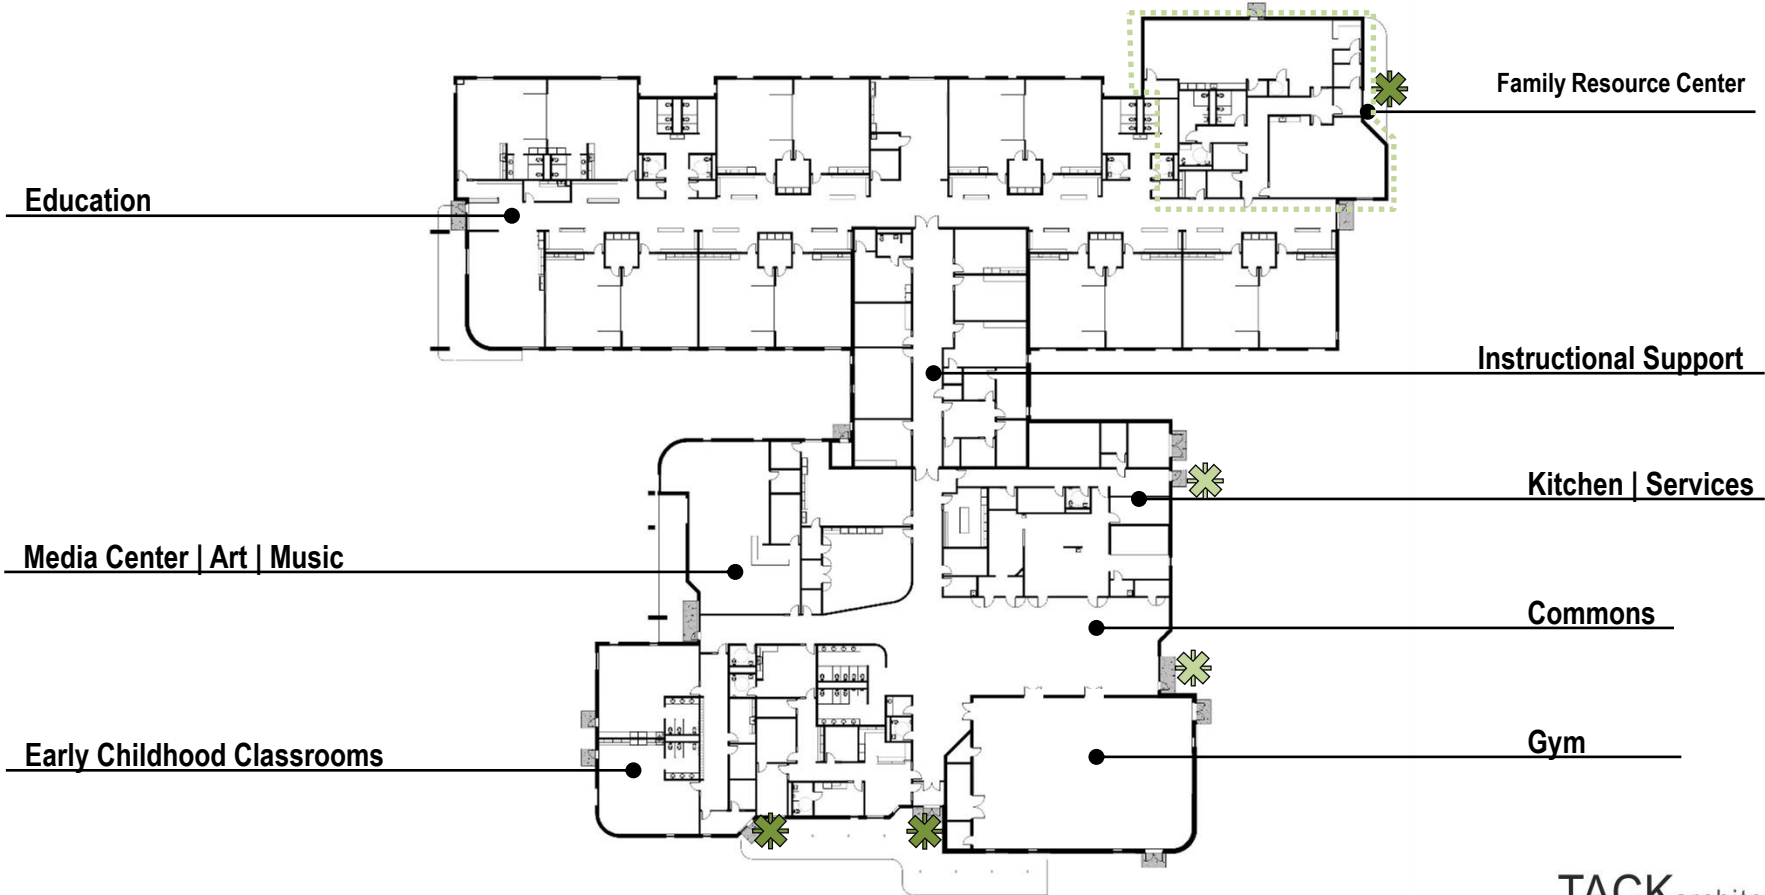 Family Resource Center
Education
Instructional Support
Kitchen | Services
Media Center | Art | Music
Commons
Gym
Early Childhood Classrooms
TACK